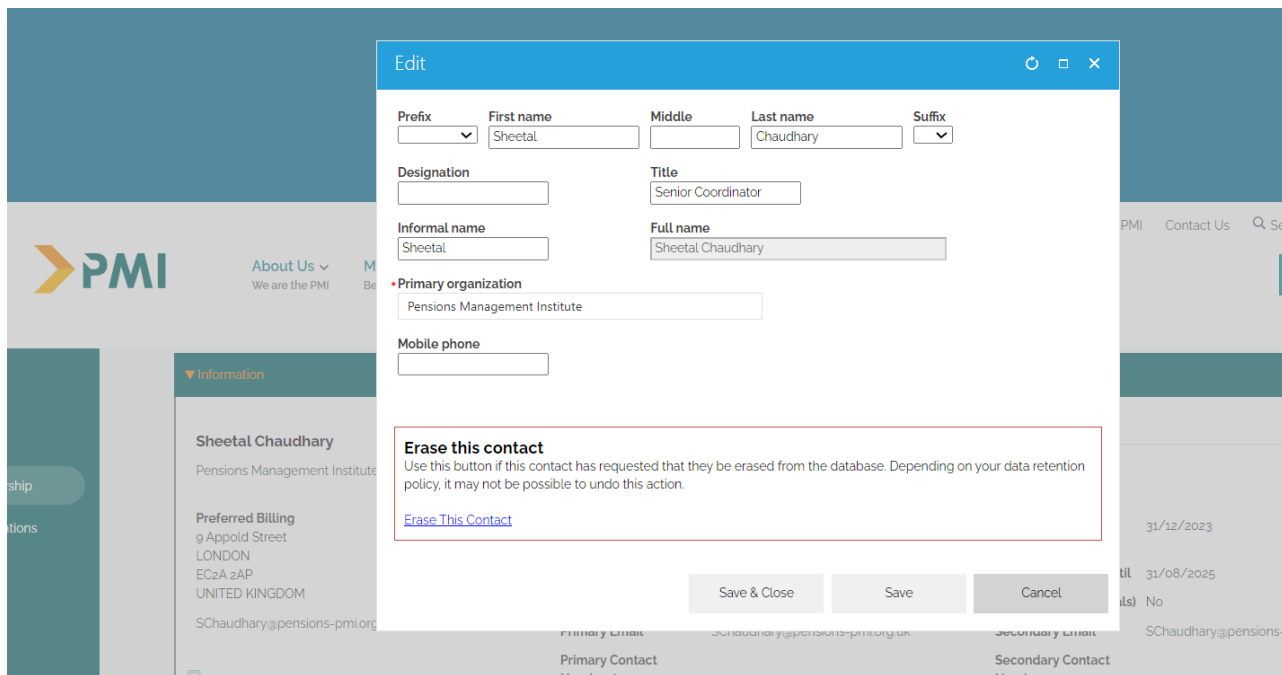 Edit
Prefix First name Middle Last name Suffix
Sheetal Chaudhary
Designation Title
Senior Coordinator
Informal name Full name
Sheetal Sheetal Chaudhary
PMI Contact Us
PMI
About Us
We are the PMI
*Primary organization
Pensions Management Institute
Mobile phone
Information
Erase this contact
Use this button if this contact has requested that they be erased from the database. Depending on your data retention
policy, it may not be possible to undo this action.
Erase This Contact
Save & Close Save Cancel
Sheetal Chaudhary
Pensions Management Institute
Preferred Billing
9 Appold Street
LONDON
EC2A 2AP
UNITED KINGDOM
SChaudhary@pensions-pmi.org
31/12/2023
31/08/2025
No
Primary Email SChaudhary@pensions-pmi.org.uk Secondary Email SChaudhary@pensions-
Primary Contact Secondary Contact